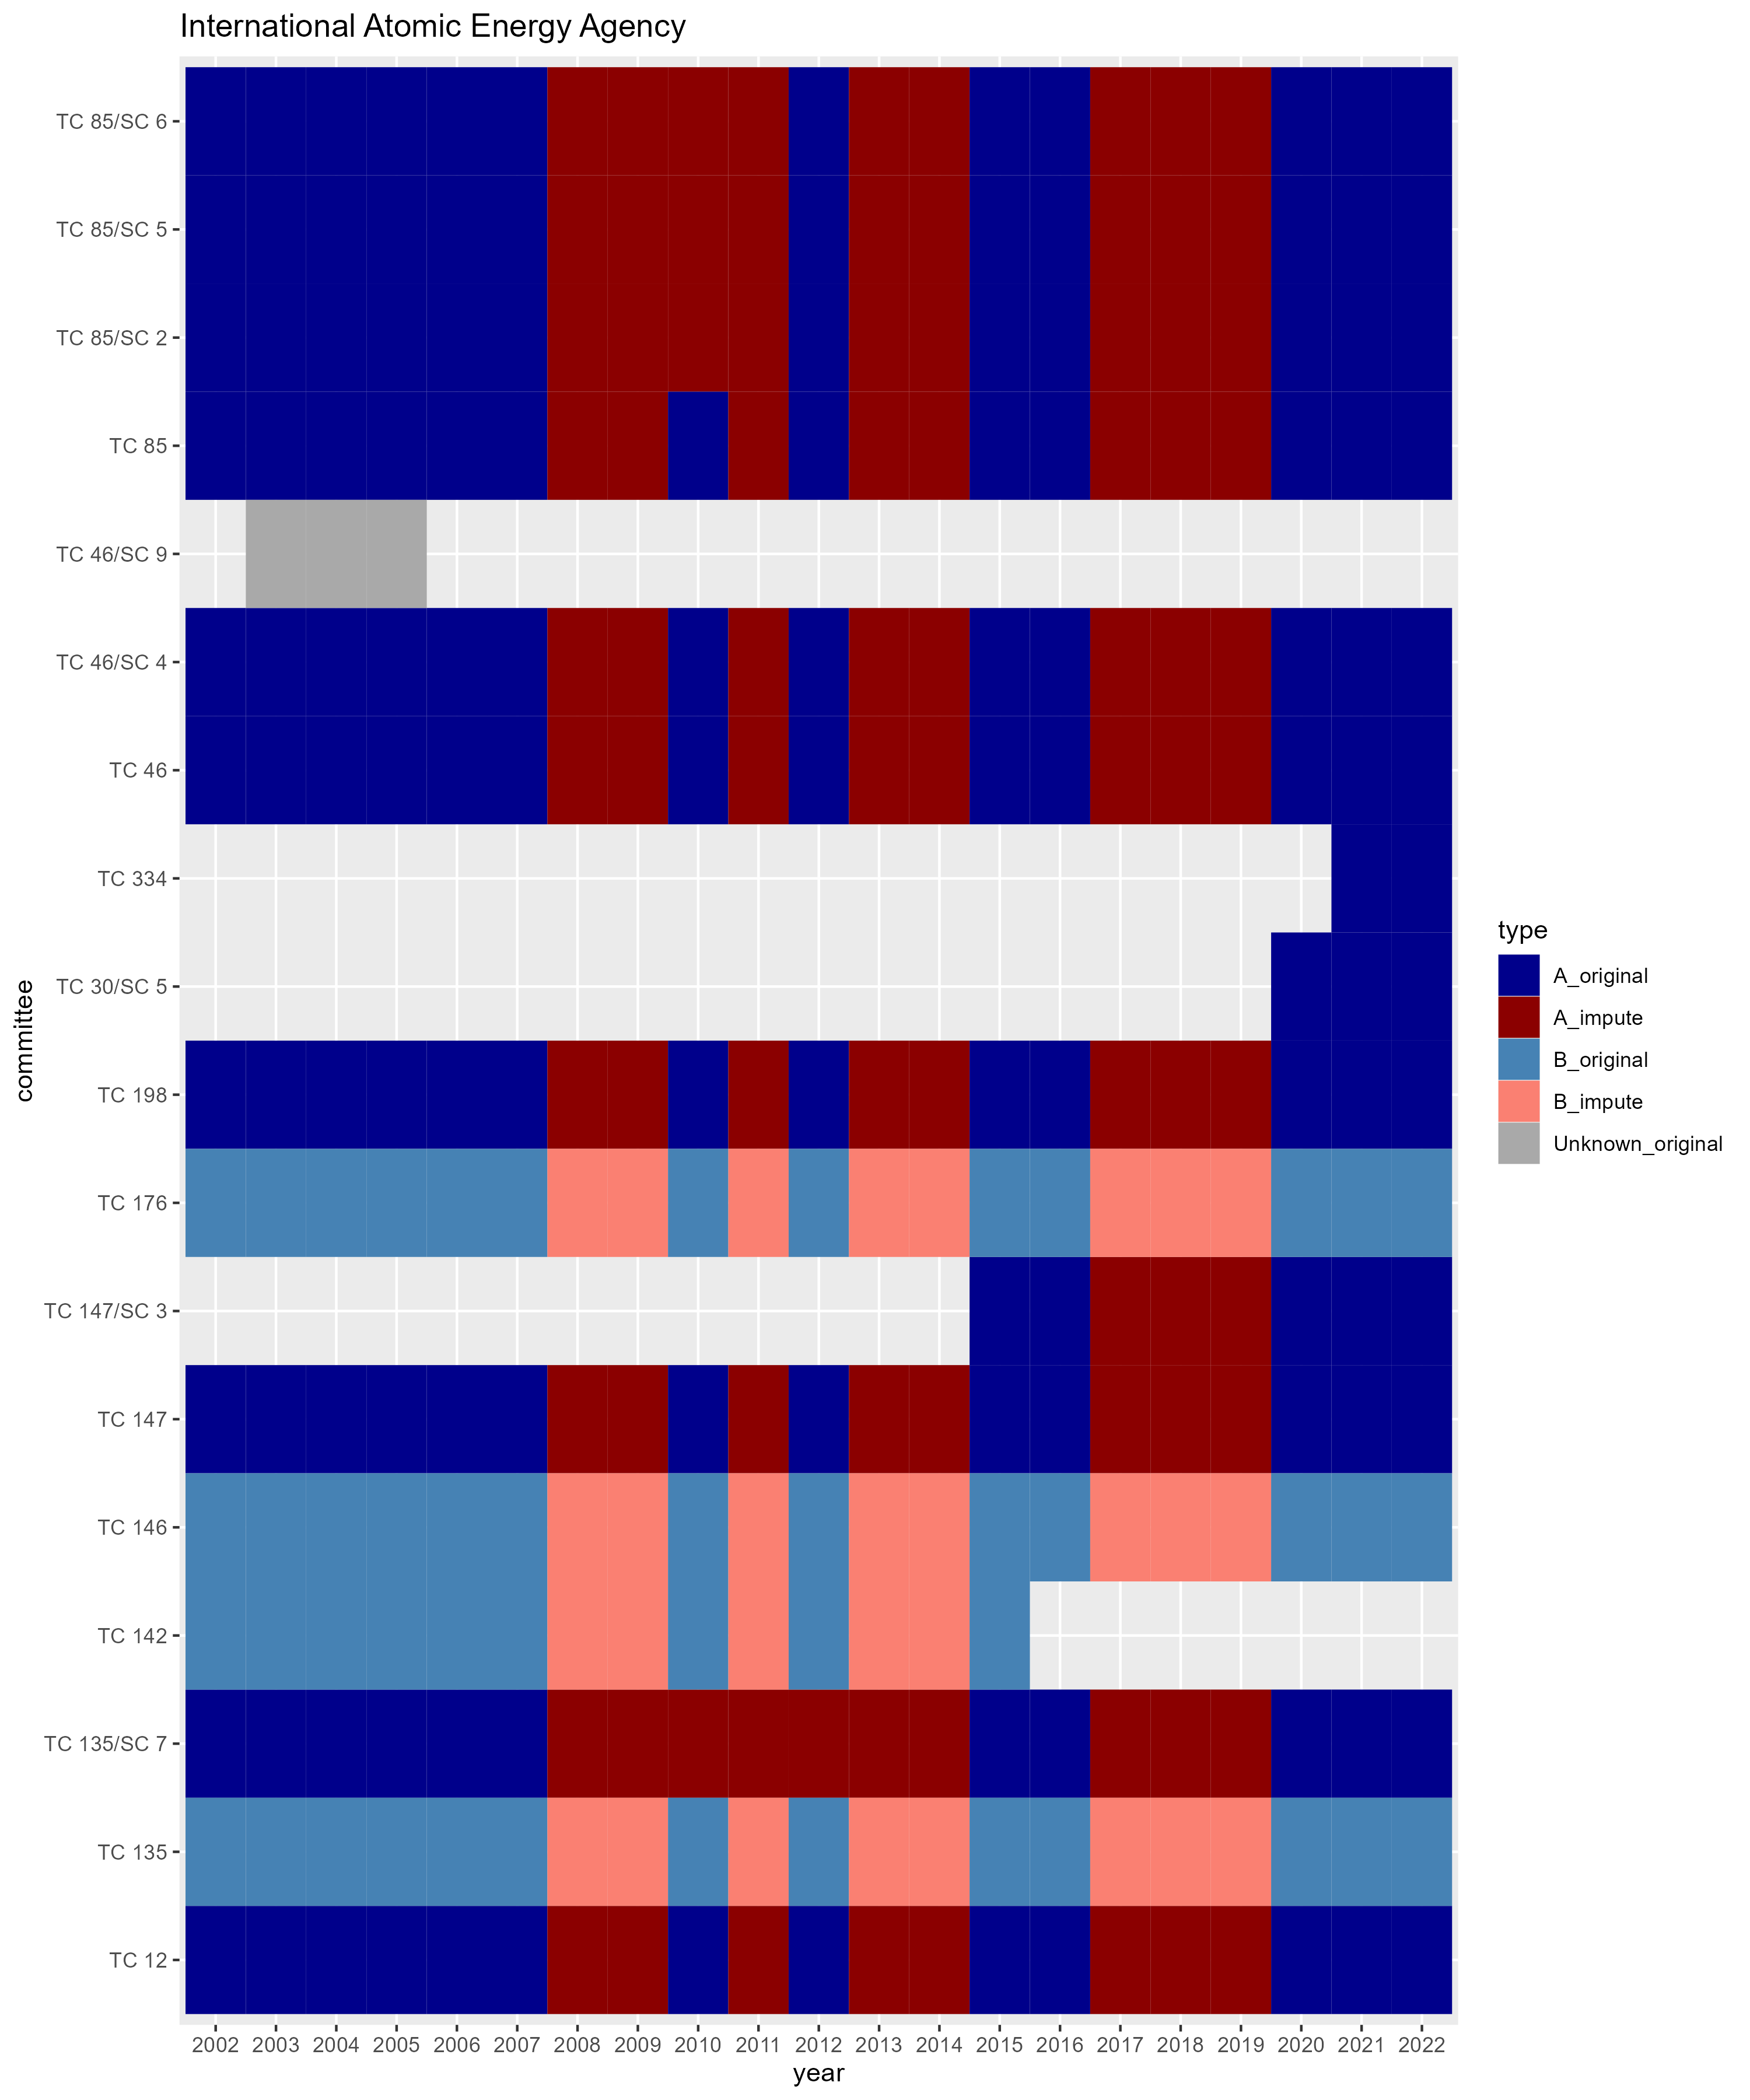 International Atomic Energy Agency
TC 85/SC 6
TC 85/SC 5
TC 85/SC 2
TC 85
TC 46/SC 9
TC 46/SC 4
TC 46
TC 334
TC 30/SC 5
TC 198
TC 176
TC 147/SC 3
TC 147
TC 146
TC 142
TC 135/SC 7
TC 135
TC 12
committee
2002 2003 2004 2005 2006 2007 2008 2009 2010 2011 2012 2013 2014 2015 2016 2017 2018 2019 2020 2021 2022
year
type
A_original
A_impute
B_original
B_impute
Unknown_original